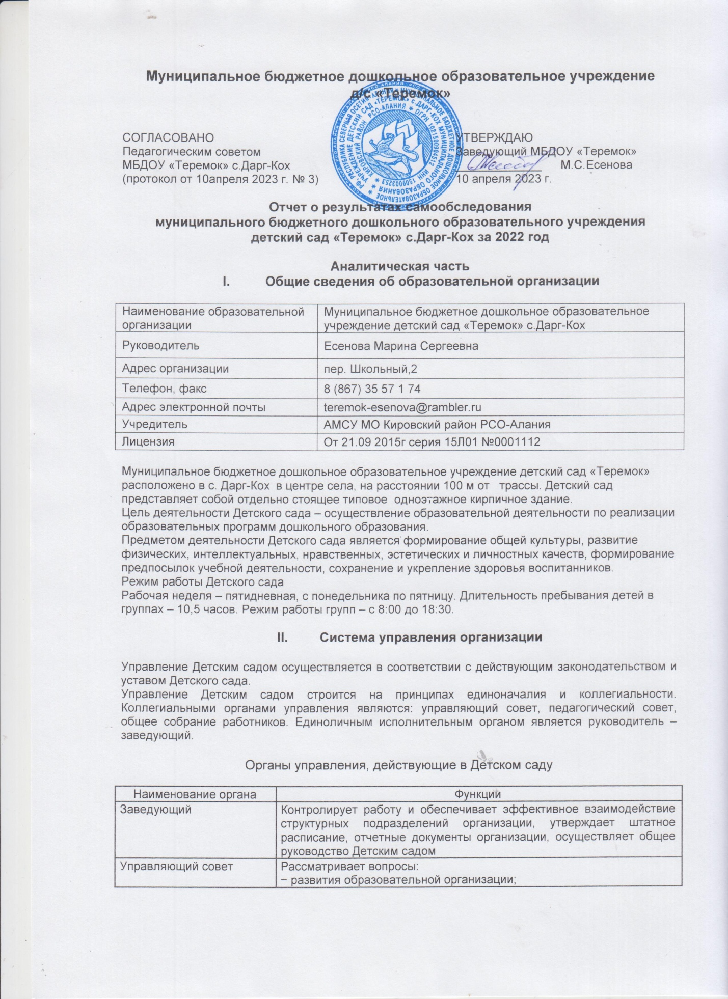 Муниципальное бюджетное дошкольное образовательное учреждение
д/с «Теремок»
СОГЛАСОВАНО
Педагогическим советом
МБДОУ «Теремок» с.Дарг-Кох
(протокол от 10апреля 2023 г. № 3)
УТВЕРЖДАЮ
Заведующий МБДОУ «Теремок»
М.С.Есенова
10 апреля 2023 г.
РФ, РЕСПУБЛИКА СЕВЕРНАЯ ОСЕТИЯ-АЛАНИЯ * МУНИЦИПАЛЬНОЕ БЮДЖЕТНОЕ ДОШКОЛЬНОЕ ОБРАЗОВАТЕЛЬНОЕ *
УЧРЕЖДЕНИЕ ДЕТСКИЙ САД «ТЕРЕМОК» с.ДАРГ-КОХ МУНИЦИПАЛЬНОГО ОБРАЗОВАНИЯ *
КИРОВСКИЙ РАЙОН РСО-АЛАНИЯ * ОГРН 1021500904512 ИНН 1509003253 *
Отчет о результатах самообследования
муниципального бюджетного дошкольного образовательного учреждения
детский сад «Теремок» с.Дарг-Кох за 2022 год
Аналитическая часть
I. Общие сведения об образовательной организации
Наименование образовательной
организации
Муниципальное бюджетное дошкольное образовательное
учреждение детский сад «Теремок» с.Дарг-Кох
Руководитель
Есенова Марина Сергеевна
Адрес организации
пер. Школьный,2
Телефон, факс
8 (867) 35 57 1 74
Адрес электронной почты
teremok-esenova@rambler.ru
Учредитель
АМСУ МО Кировский район РСО-Алания
Лицензия
От 21.09 2015г серия 15Л01 №0001112
Муниципальное бюджетное дошкольное образовательное учреждение детский сад «Теремок»
расположено в с. Дарг-Кох в центре села, на расстоянии 100 м от трассы. Детский сад
представляет собой отдельно стоящее типовое одноэтажное кирпичное здание.
Цель деятельности Детского сада – осуществление образовательной деятельности по реализации
образовательных программ дошкольного образования.
Предметом деятельности Детского сада является формирование общей культуры, развитие
физических, интеллектуальных, нравственных, эстетических и личностных качеств, формирование
предпосылок учебной деятельности, сохранение и укрепление здоровья воспитанников.
Режим работы Детского сада
Рабочая неделя – пятидневная, с понедельника по пятницу. Длительность пребывания детей в
группах – 10,5 часов. Режим работы групп – с 8:00 до 18:30.
II. Система управления организации
Управление Детским садом осуществляется в соответствии с действующим законодательством и
уставом Детского сада.
Управление Детским садом строится на принципах единоначалия и коллегиальности.
Коллегиальными органами управления являются: управляющий совет, педагогический совет,
общее собрание работников. Единоличным исполнительным органом является руководитель –
заведующий.
Органы управления, действующие в Детском саду
Наименование органа
Функции
Заведующий
Контролирует работу и обеспечивает эффективное взаимодействие
структурных подразделений организации, утверждает штатное
расписание, отчетные документы организации, осуществляет общее
руководство Детским садом
Управляющий совет
Рассматривает вопросы:
− развития образовательной организации;